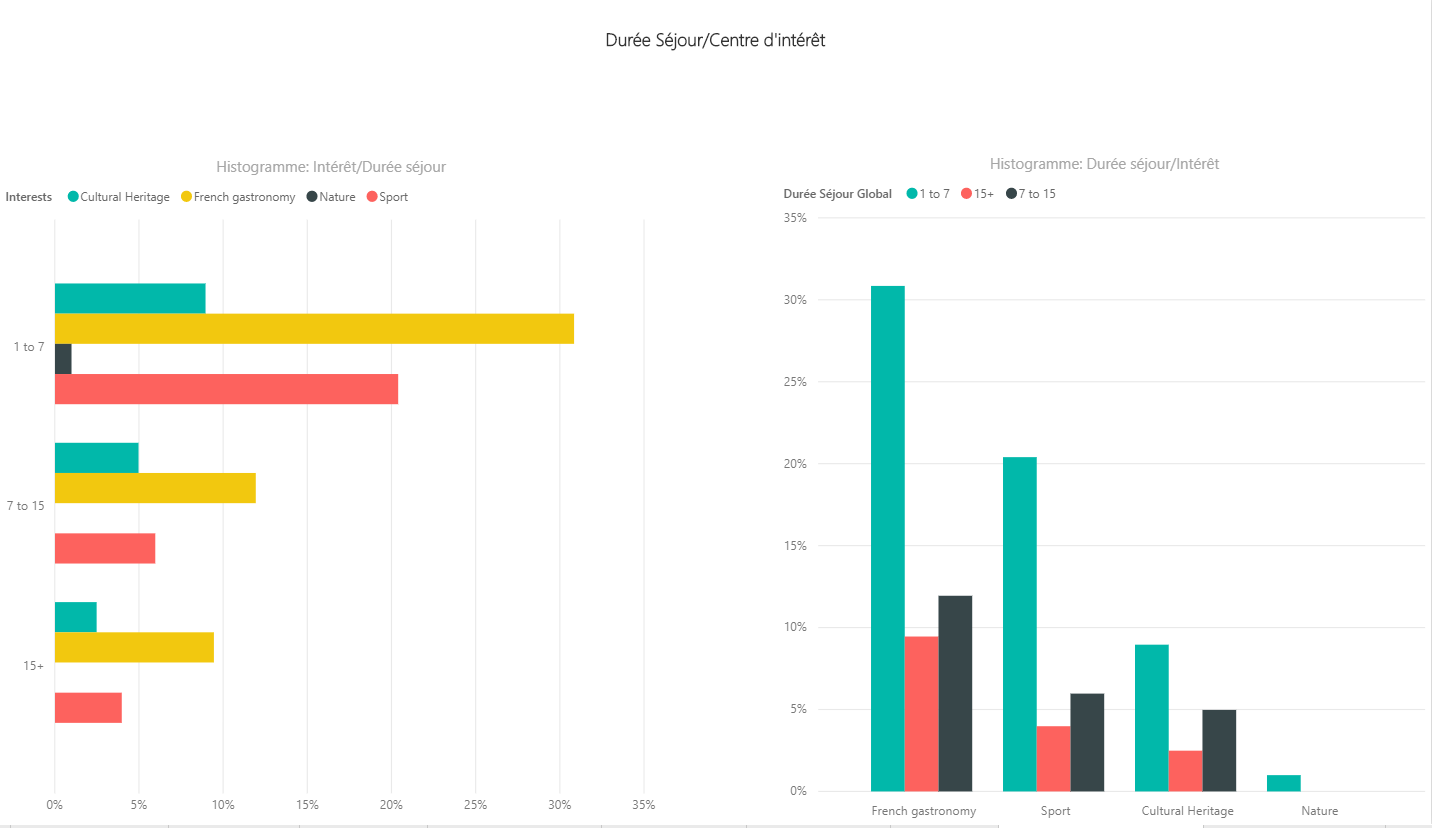 Durée Séjour/Centre d'intérêt
Histogramme: Intérêt/Durée séjour
Interests Cultural Heritage French gastronomy Nature Sport
1 to 7
7 to 15
15+
0% 5% 10% 15% 20% 25% 30% 35%
Histogramme: Durée séjour/Intérêt
Durée Séjour Global 1 to 7 15+ 7 to 15
35%
30%
25%
20%
15%
10%
5%
0%
French gastronomy Sport Cultural Heritage Nature